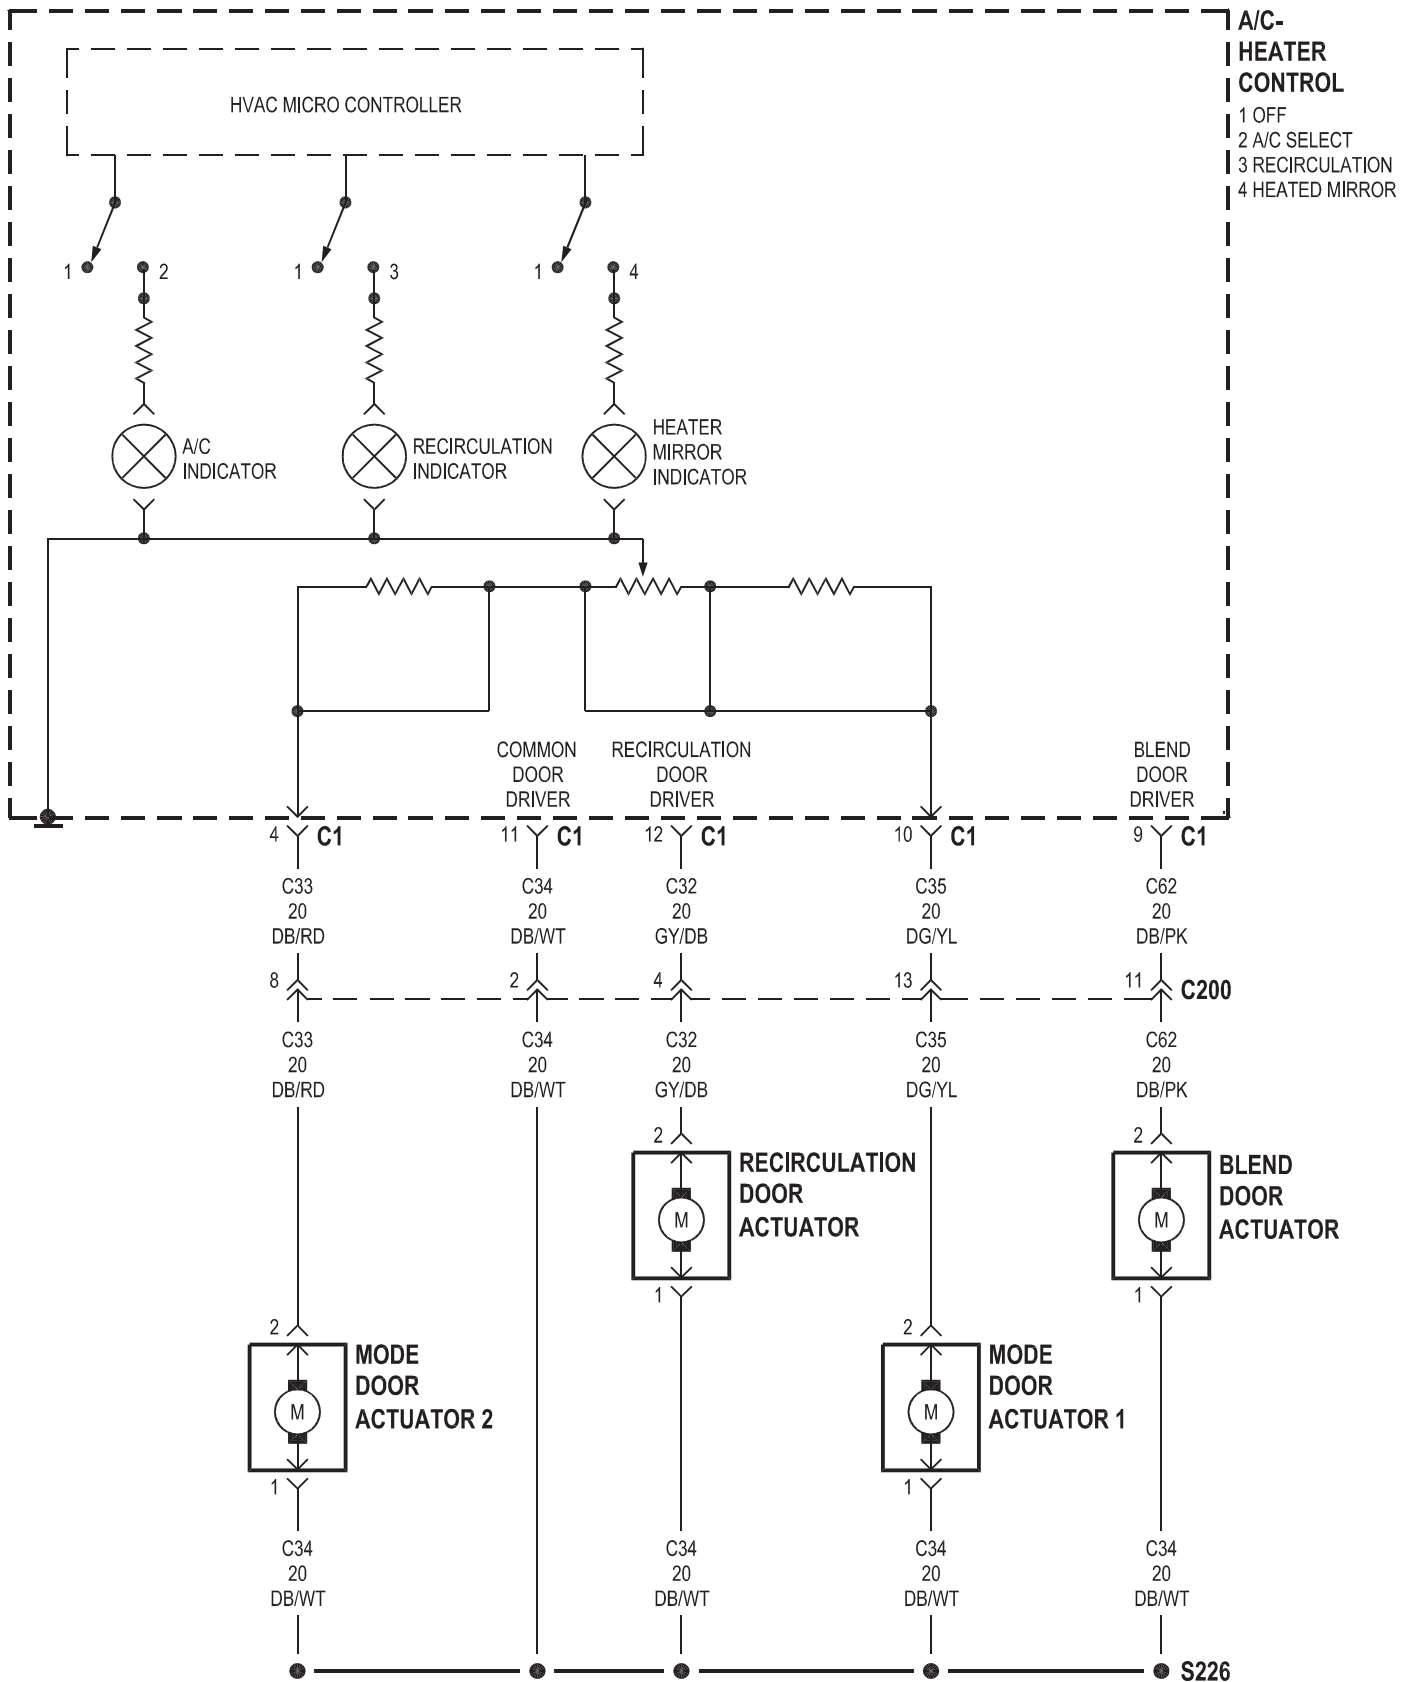 A/C-
HEATER
CONTROL
1 OFF
2 A/C SELECT
3 RECIRCULATION
4 HEATED MIRROR
HVAC MICRO CONTROLLER
1 2 1 3 1 4
A/C
INDICATOR
RECIRCULATION
INDICATOR
HEATER
MIRROR
INDICATOR
COMMON
DOOR
DRIVER
RECIRCULATION
DOOR
DRIVER
BLEND
DOOR
DRIVER
4 C1 11 C1 12 C1 10 C1 9 C1
C33 C34 C32 C35 C62
20 20 20 20 20
DB/RD DB/WT GY/DB DG/YL DB/PK
8 2 4 13 11 C200
C33 C34 C32 C35 C62
20 20 20 20 20
DB/RD DB/WT GY/DB DG/YL DB/PK
2 2
RECIRCULATION
DOOR
ACTUATOR
M
BLEND
DOOR
ACTUATOR
M
1 1
2 2
MODE
DOOR
ACTUATOR 2
M
MODE
DOOR
ACTUATOR 1
M
1 1
C34 C34 C34 C34
20 20 20 20
DB/WT DB/WT DB/WT DB/WT
S226